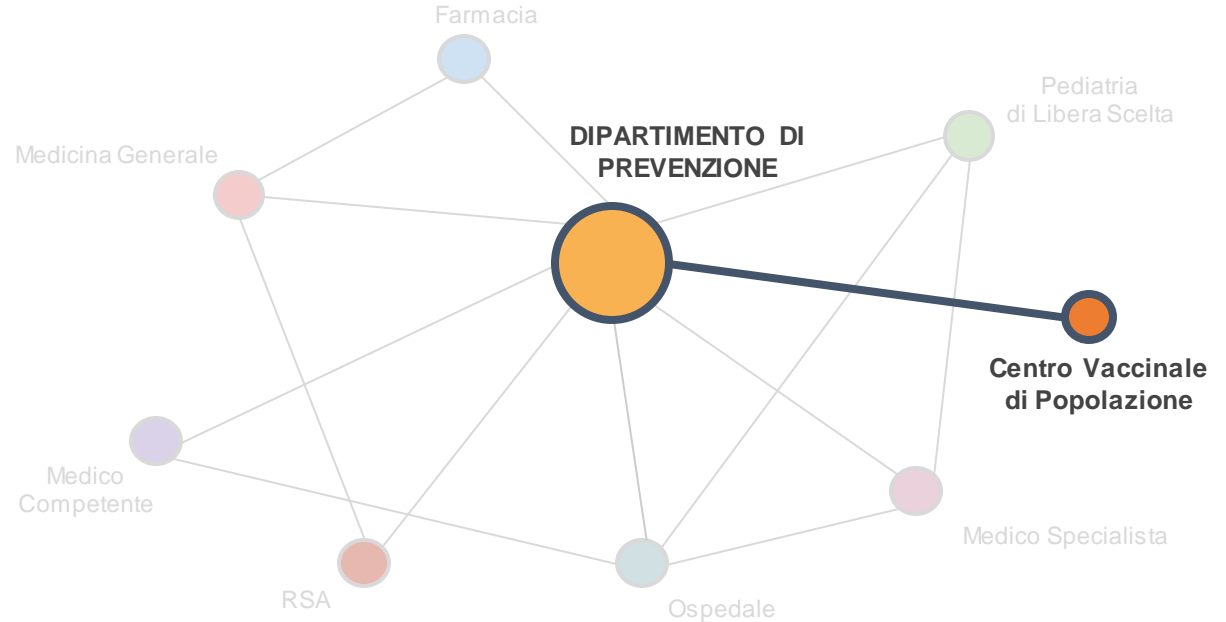 Farmacia
Pediatria
di Libera Scelta
DIPARTIMENTO DI
PREVENZIONE
Medicina Generale
Centro Vaccinale
di Popolazione
Medico
Competente
Medico Specialista
RSA
Ospedale